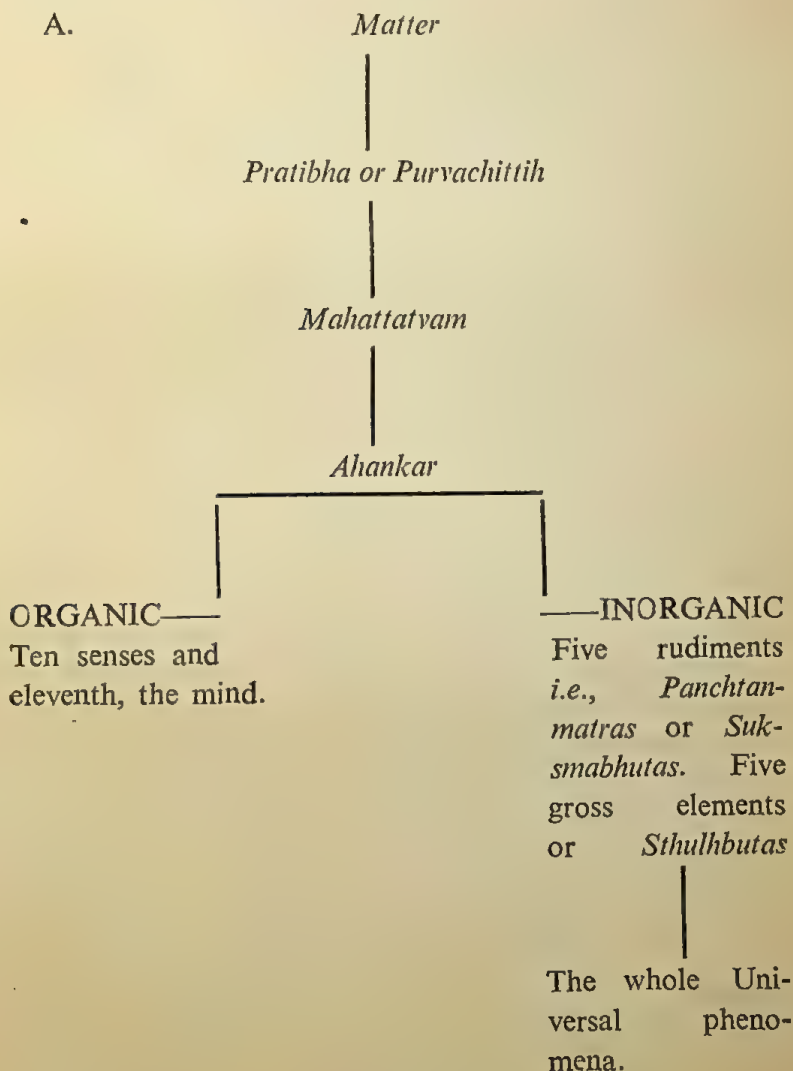 A. Matter
Pratibha or Purvachittih
Mahattatvam
Ahankar
ORGANIC——
Ten senses and
eleventh, the mind.
——INORGANIC
Five rudiments
i.e., Panchtan-
matras or Suk-
smabhutas. Five
gross elements
or Sthulhbutas
The whole Uni-
versal pheno-
mena.